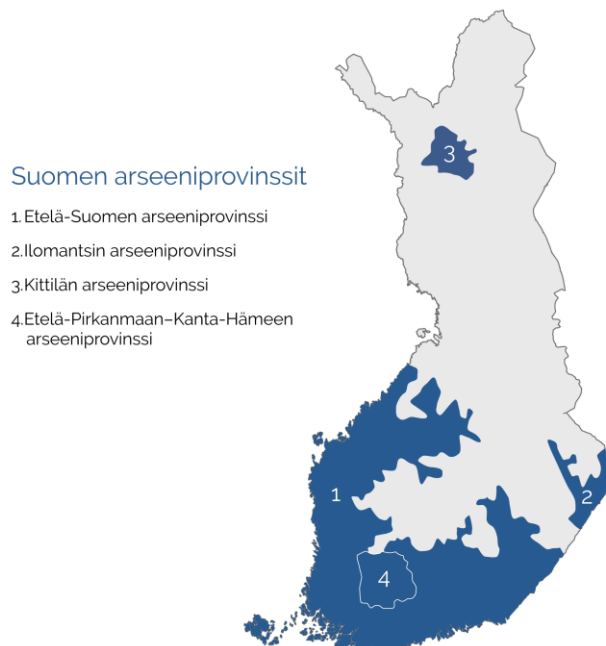 Suomen arseeniprovinssit
1. Etelä-Suomen arseeniprovinssi
2.Ilomantsin arseeniprovinssi
3.Kittilän arseeniprovinssi
4.Etelä-Pirkanmaan–Kanta-Hämeen
arseeniprovinssi
3
1
2
4